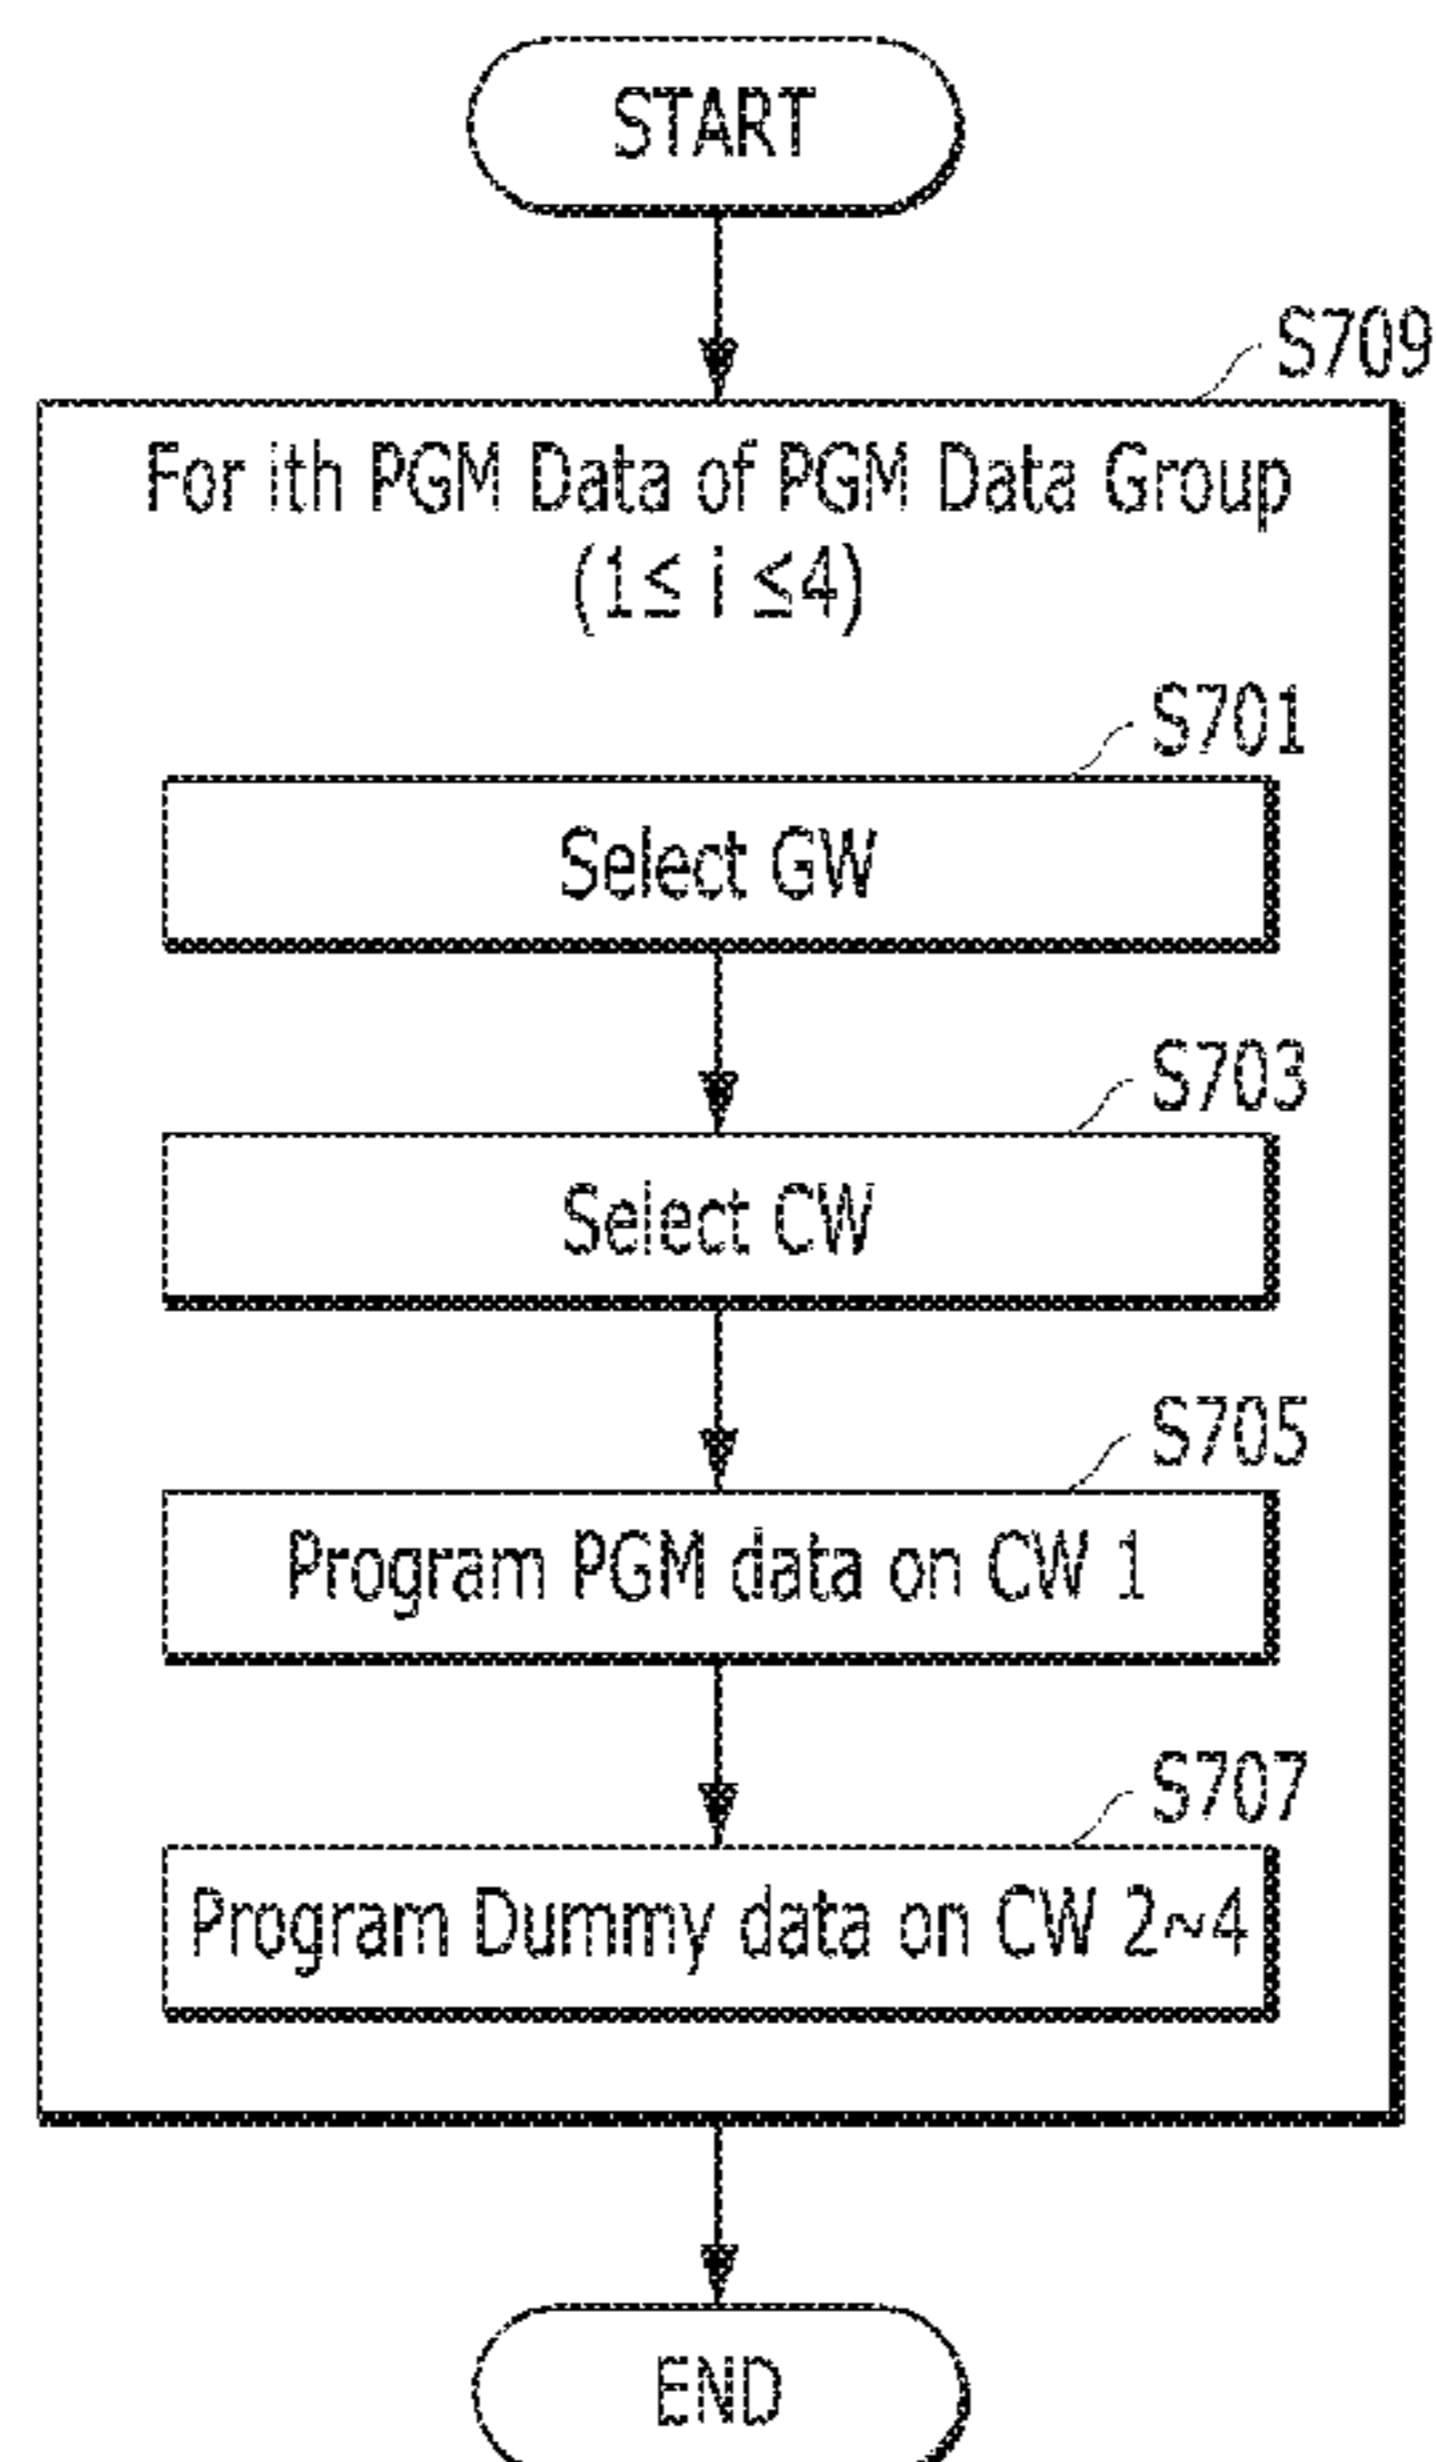 START
S709
For ith PGM Data of PGM Data Group
(1≤ i ≤4)
S701
Select GW
S703
Select CW
S705
Program PGM data on CW 1
S707
Program Dummy data on CW 2~4
END